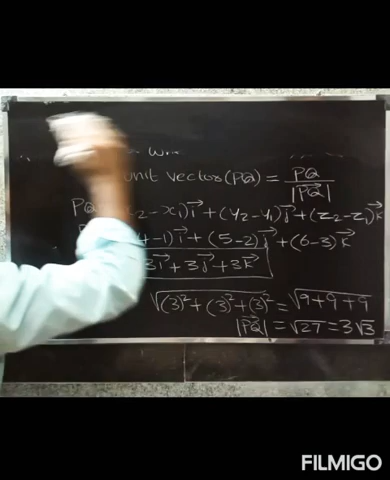 unit vector (PQ) = PQ / |PQ⃗|
PQ x₂ - x₁)i⃗ + (y₂ - y₁)j⃗ + (z₂ - z₁)k⃗
4-1)i⃗ + (5-2)j⃗ + (6-3)k⃗
3i⃗ + 3j⃗ + 3k⃗
√(3)² + (3)² + (3)² = √9+9+9
|PQ⃗| = √27 = 3√3
FILMIGO